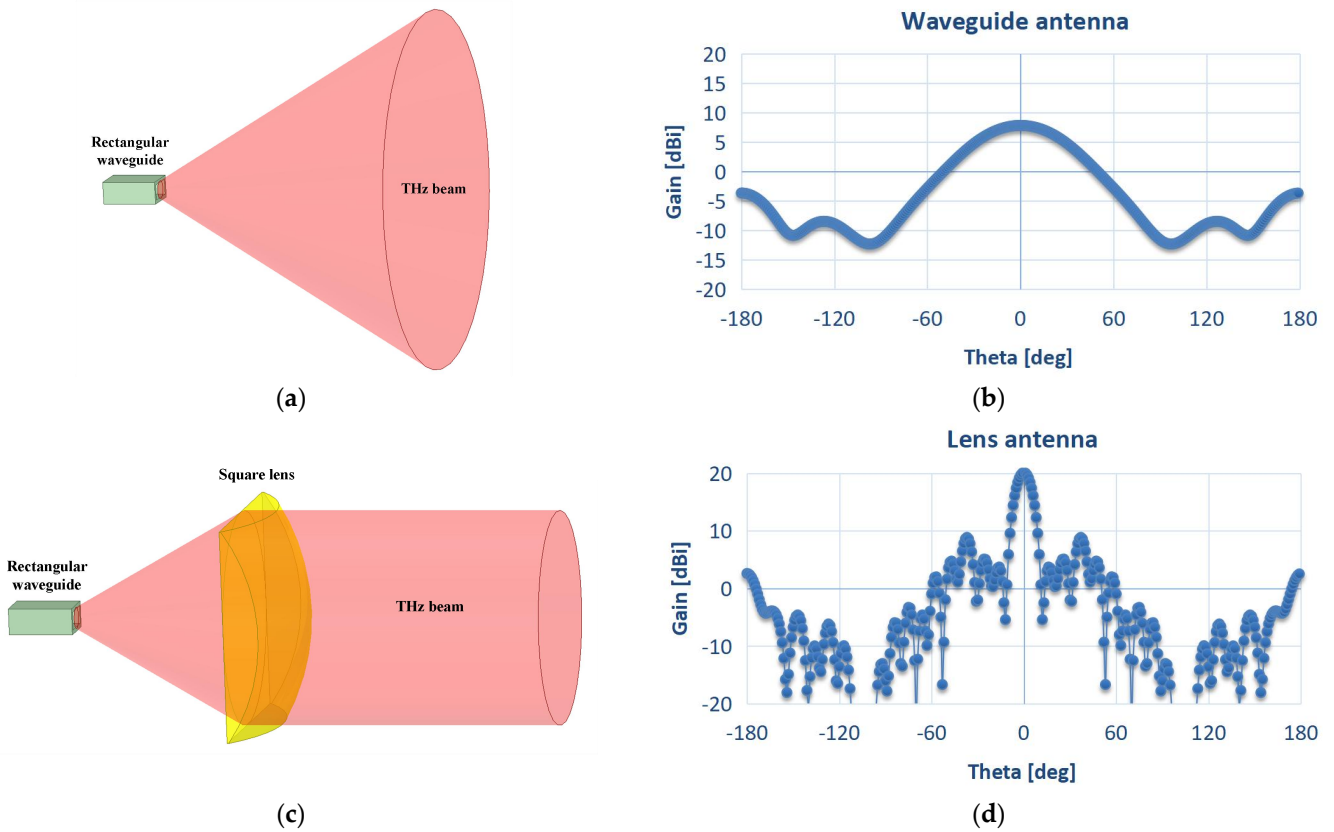 Rectangular
waveguide
THz beam
(a)
Waveguide antenna
Gain [dBi]
20
15
10
5
0
-5
-10
-15
-20
-180 -120 -60 0 60 120 180
Theta [deg]
(b)
Square lens
Rectangular
waveguide
THz beam
(c)
Lens antenna
Gain [dBi]
20
10
0
-10
-20
-180 -120 -60 0 60 120 180
Theta [deg]
(d)